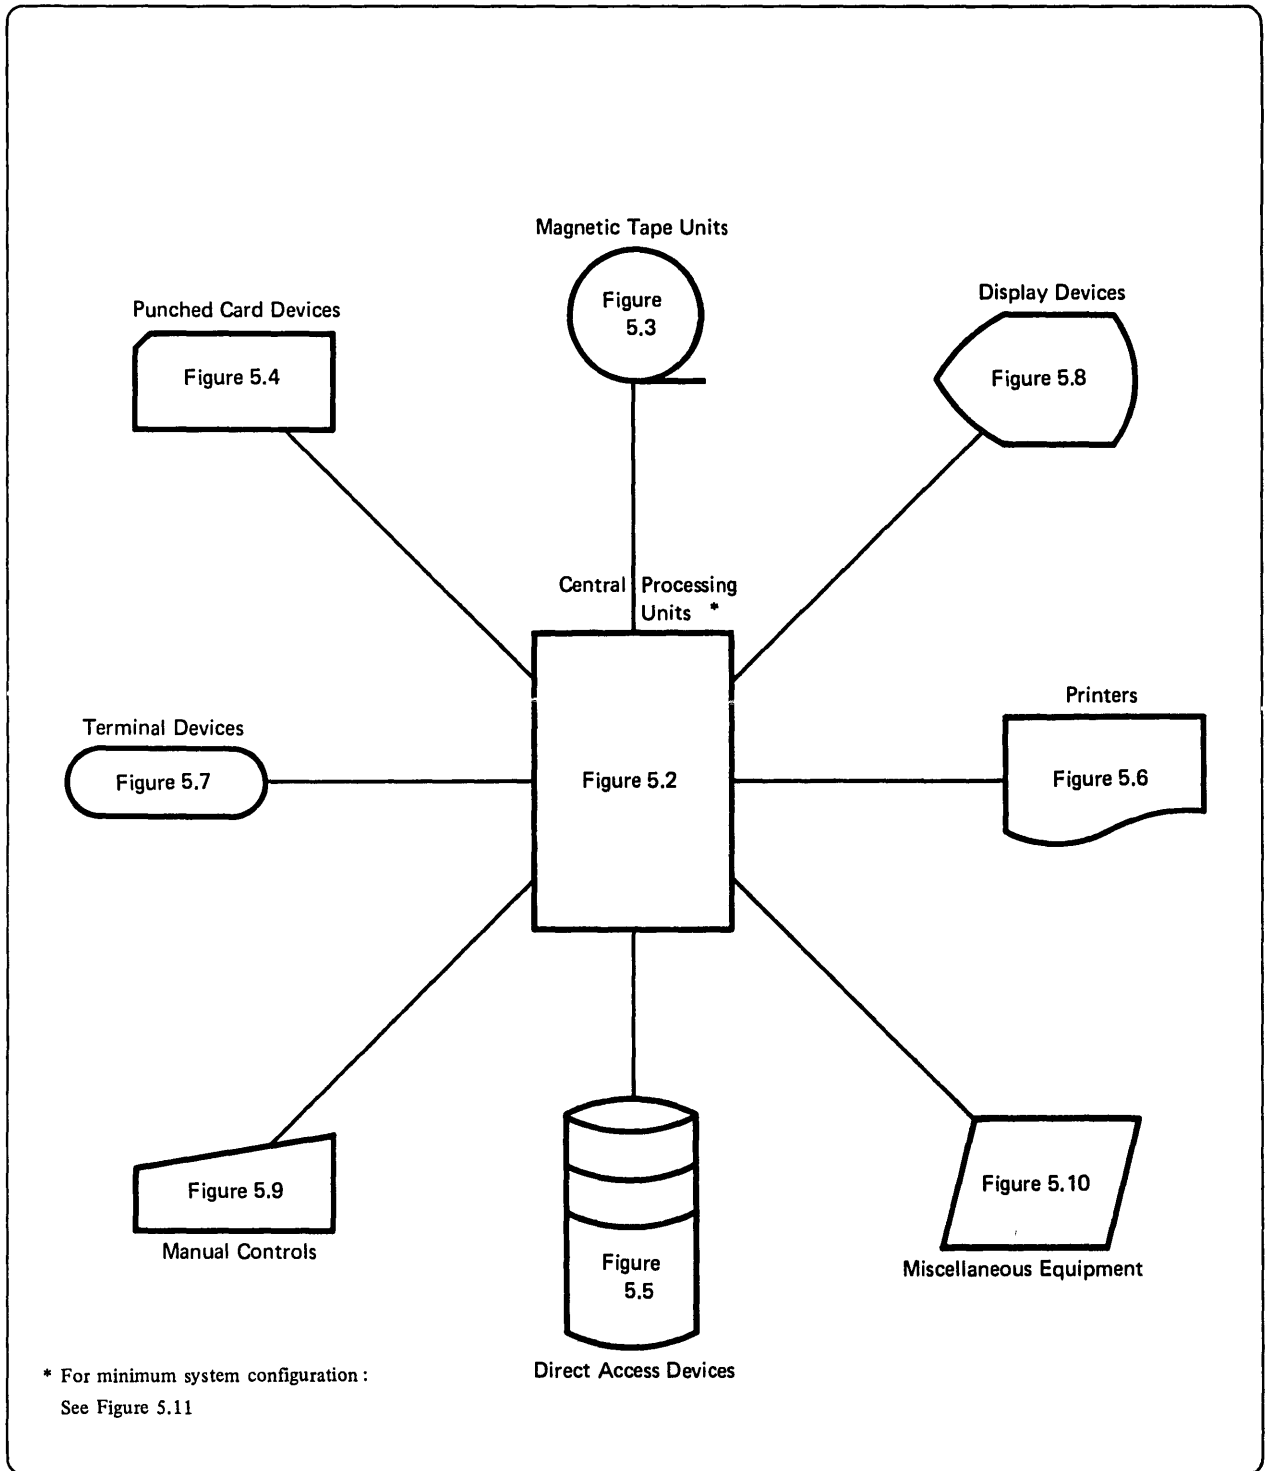 Magnetic Tape Units
Figure
5.3
Punched Card Devices
Figure 5.4
Display Devices
Figure 5.8
Central Processing
Units *
Figure 5.2
Terminal Devices
Figure 5.7
Printers
Figure 5.6
Figure 5.9
Manual Controls
Figure
5.5
Direct Access Devices
Figure 5.10
Miscellaneous Equipment
* For minimum system configuration :
See Figure 5.11